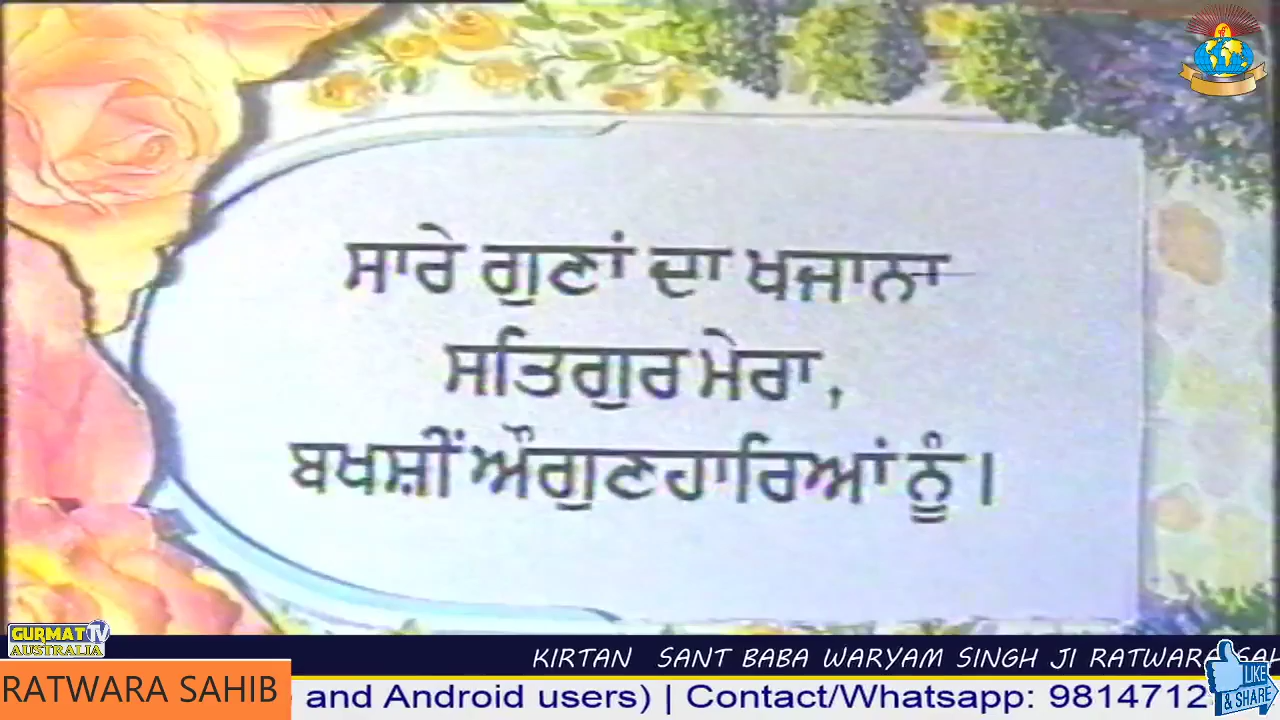 ਸਾਰੇ ਗੁਣਾਂ ਦਾ ਖਜਾਨਾ
ਸਤਿਗੁਰ ਮੇਰਾ,
ਬਖਸ਼ੀਂ ਔਗੁਣਹਾਰਿਆਂ ਨੂੰ।
GURMAT TV
AUSTRALIA
KIRTAN SANT BABA WARYAM SINGH JI RATWARA
RATWARA SAHIB
and Android users) | Contact/Whatsapp:
LIKE
& SHARE